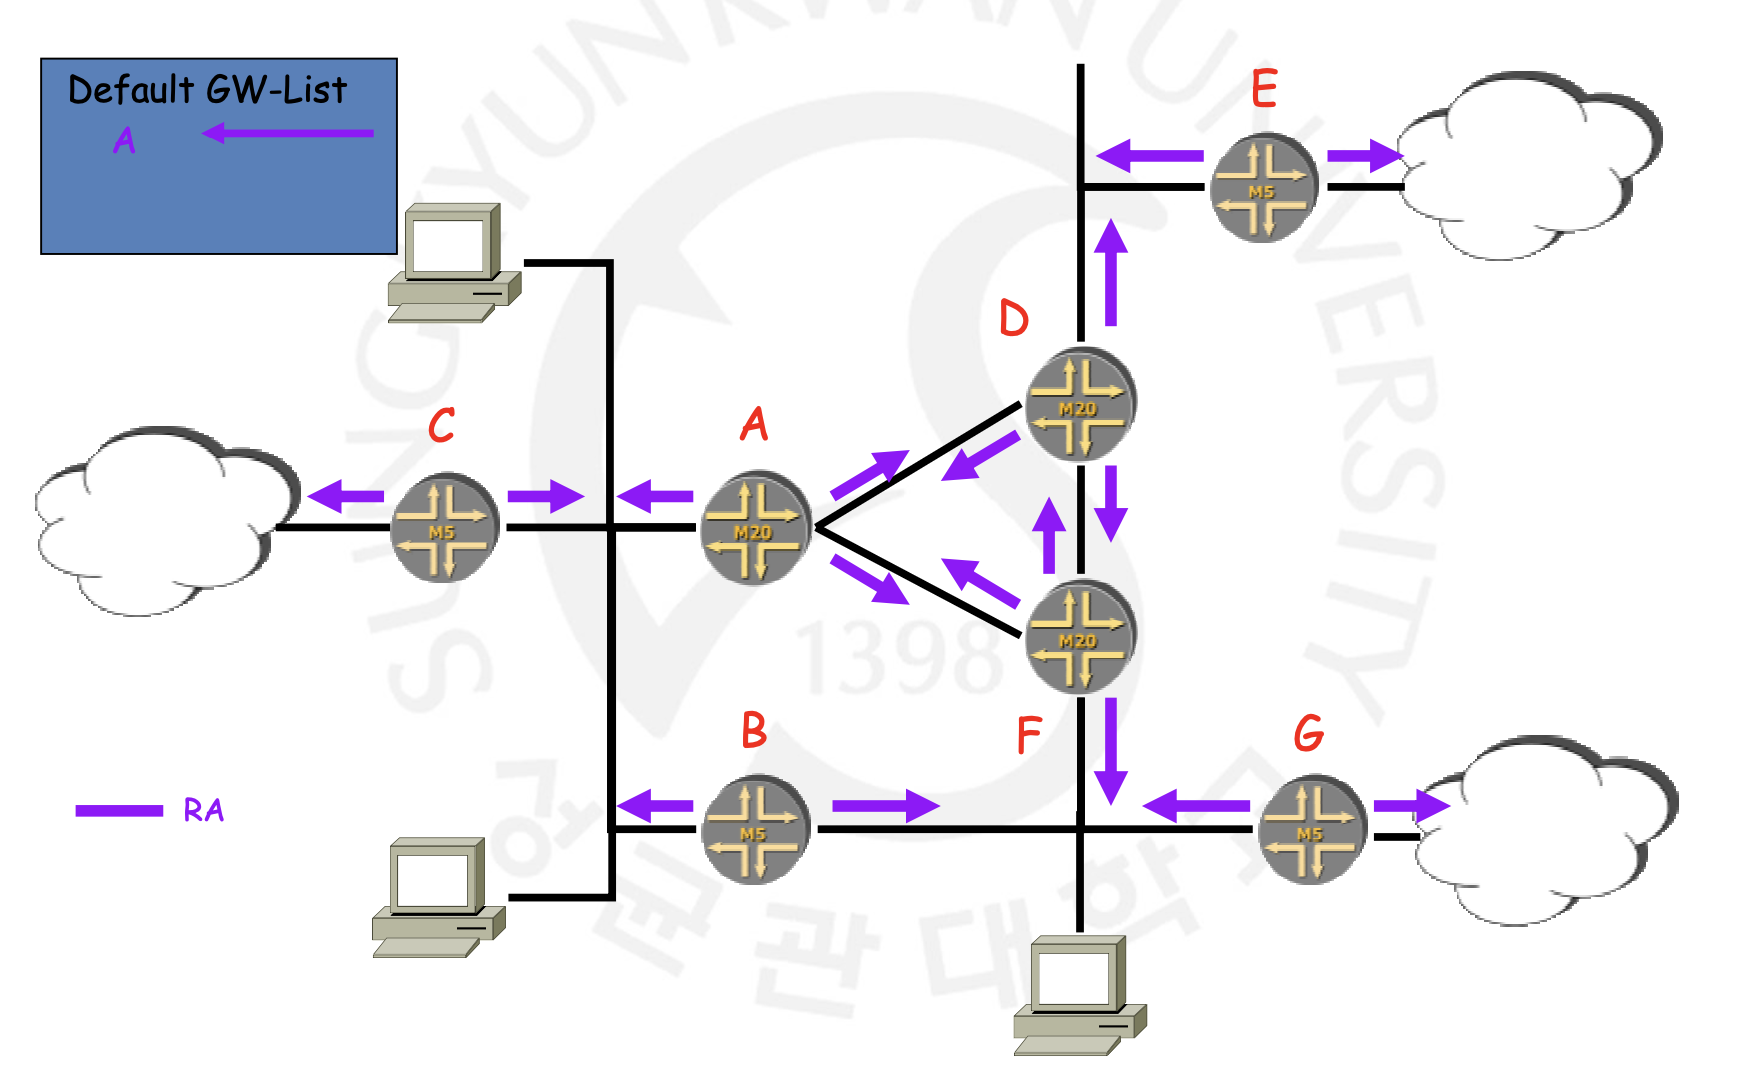 Default GW-List
A
E
D
C
A
B
F
G
M5
M20
M5
M20
M20
M5
M5
RA
SUNGKYUNKWAN UNIVERSITY
1398
성균관대학교